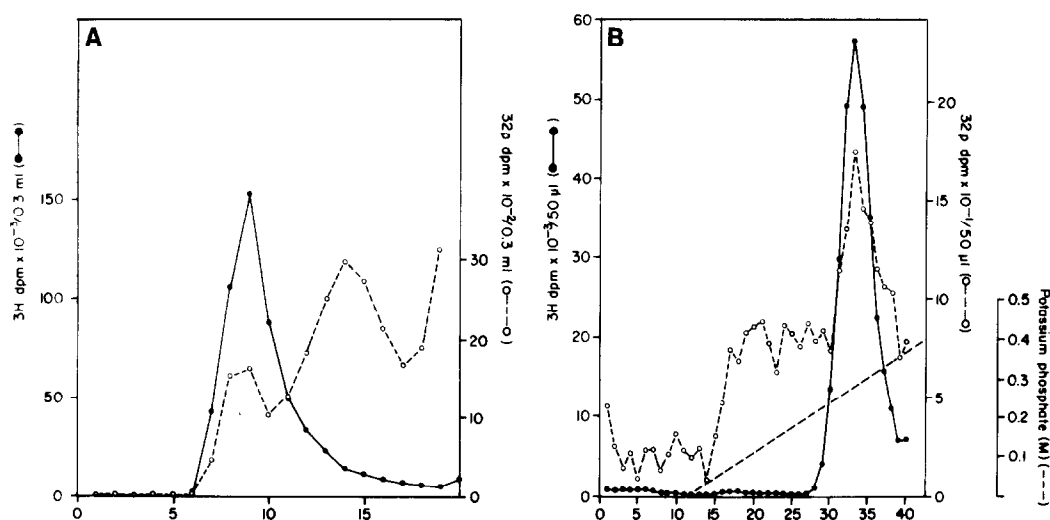 A
3H dpm x 10-3/0.3 ml (●—●)
150
100
50
0
0 5 10 15
32P dpm x 10-2/0.3 ml (o---o)
30
20
10
0
B
3H dpm x 10-3/50 μl (●—●)
60
50
40
30
20
10
0
0 5 10 12 15 20 25 30 35 40
32P dpm x 10-1/50 μl (o---o)
20
15
10
5
0
Potassium phosphate (M) (---)
0.5
0.4
0.3
0.2
0.1